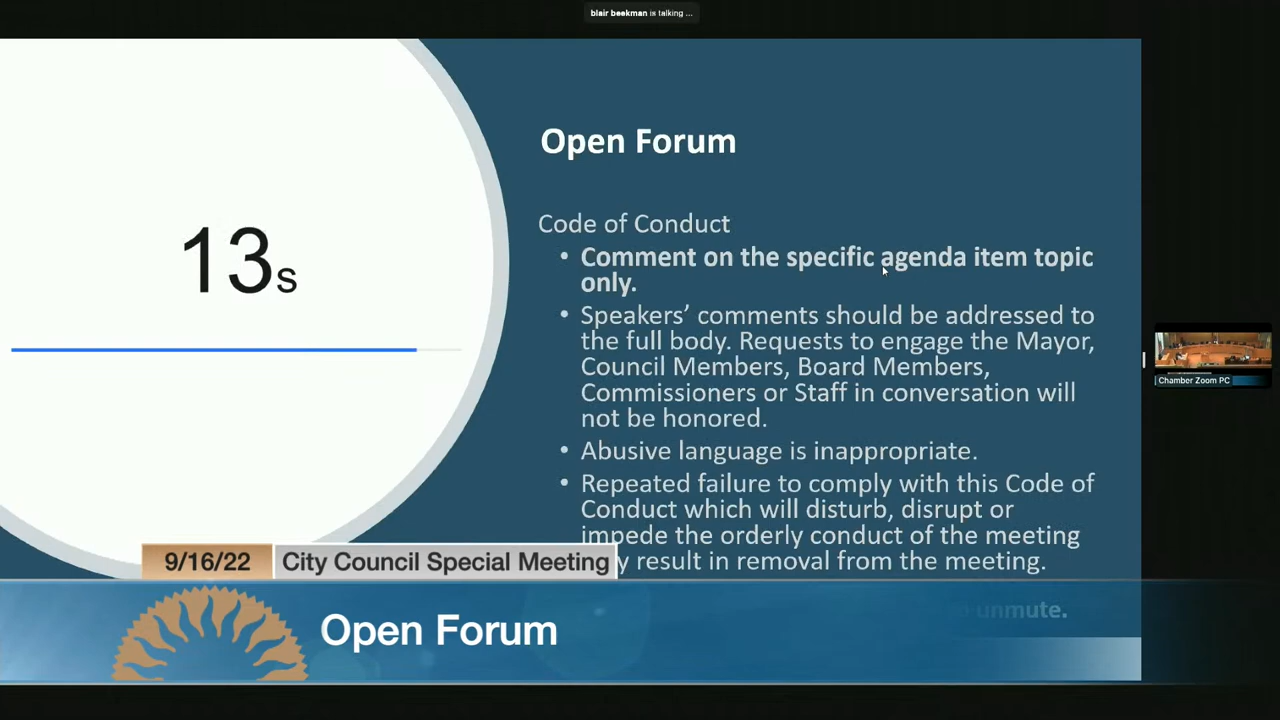 blair beekman is talking ...
13s
Open Forum
Code of Conduct
• Comment on the specific agenda item topic
only.
• Speakers' comments should be addressed to
the full body. Requests to engage the Mayor,
Council Members, Board Members,
Commissioners or Staff in conversation will
not be honored.
• Abusive language is inappropriate.
• Repeated failure to comply with this Code of
Conduct which will disturb, disrupt or
impede the orderly conduct of the meeting
y result in removal from the meeting.
unmute.
Chamber Zoom PC
9/16/22
City Council Special Meeting
Open Forum